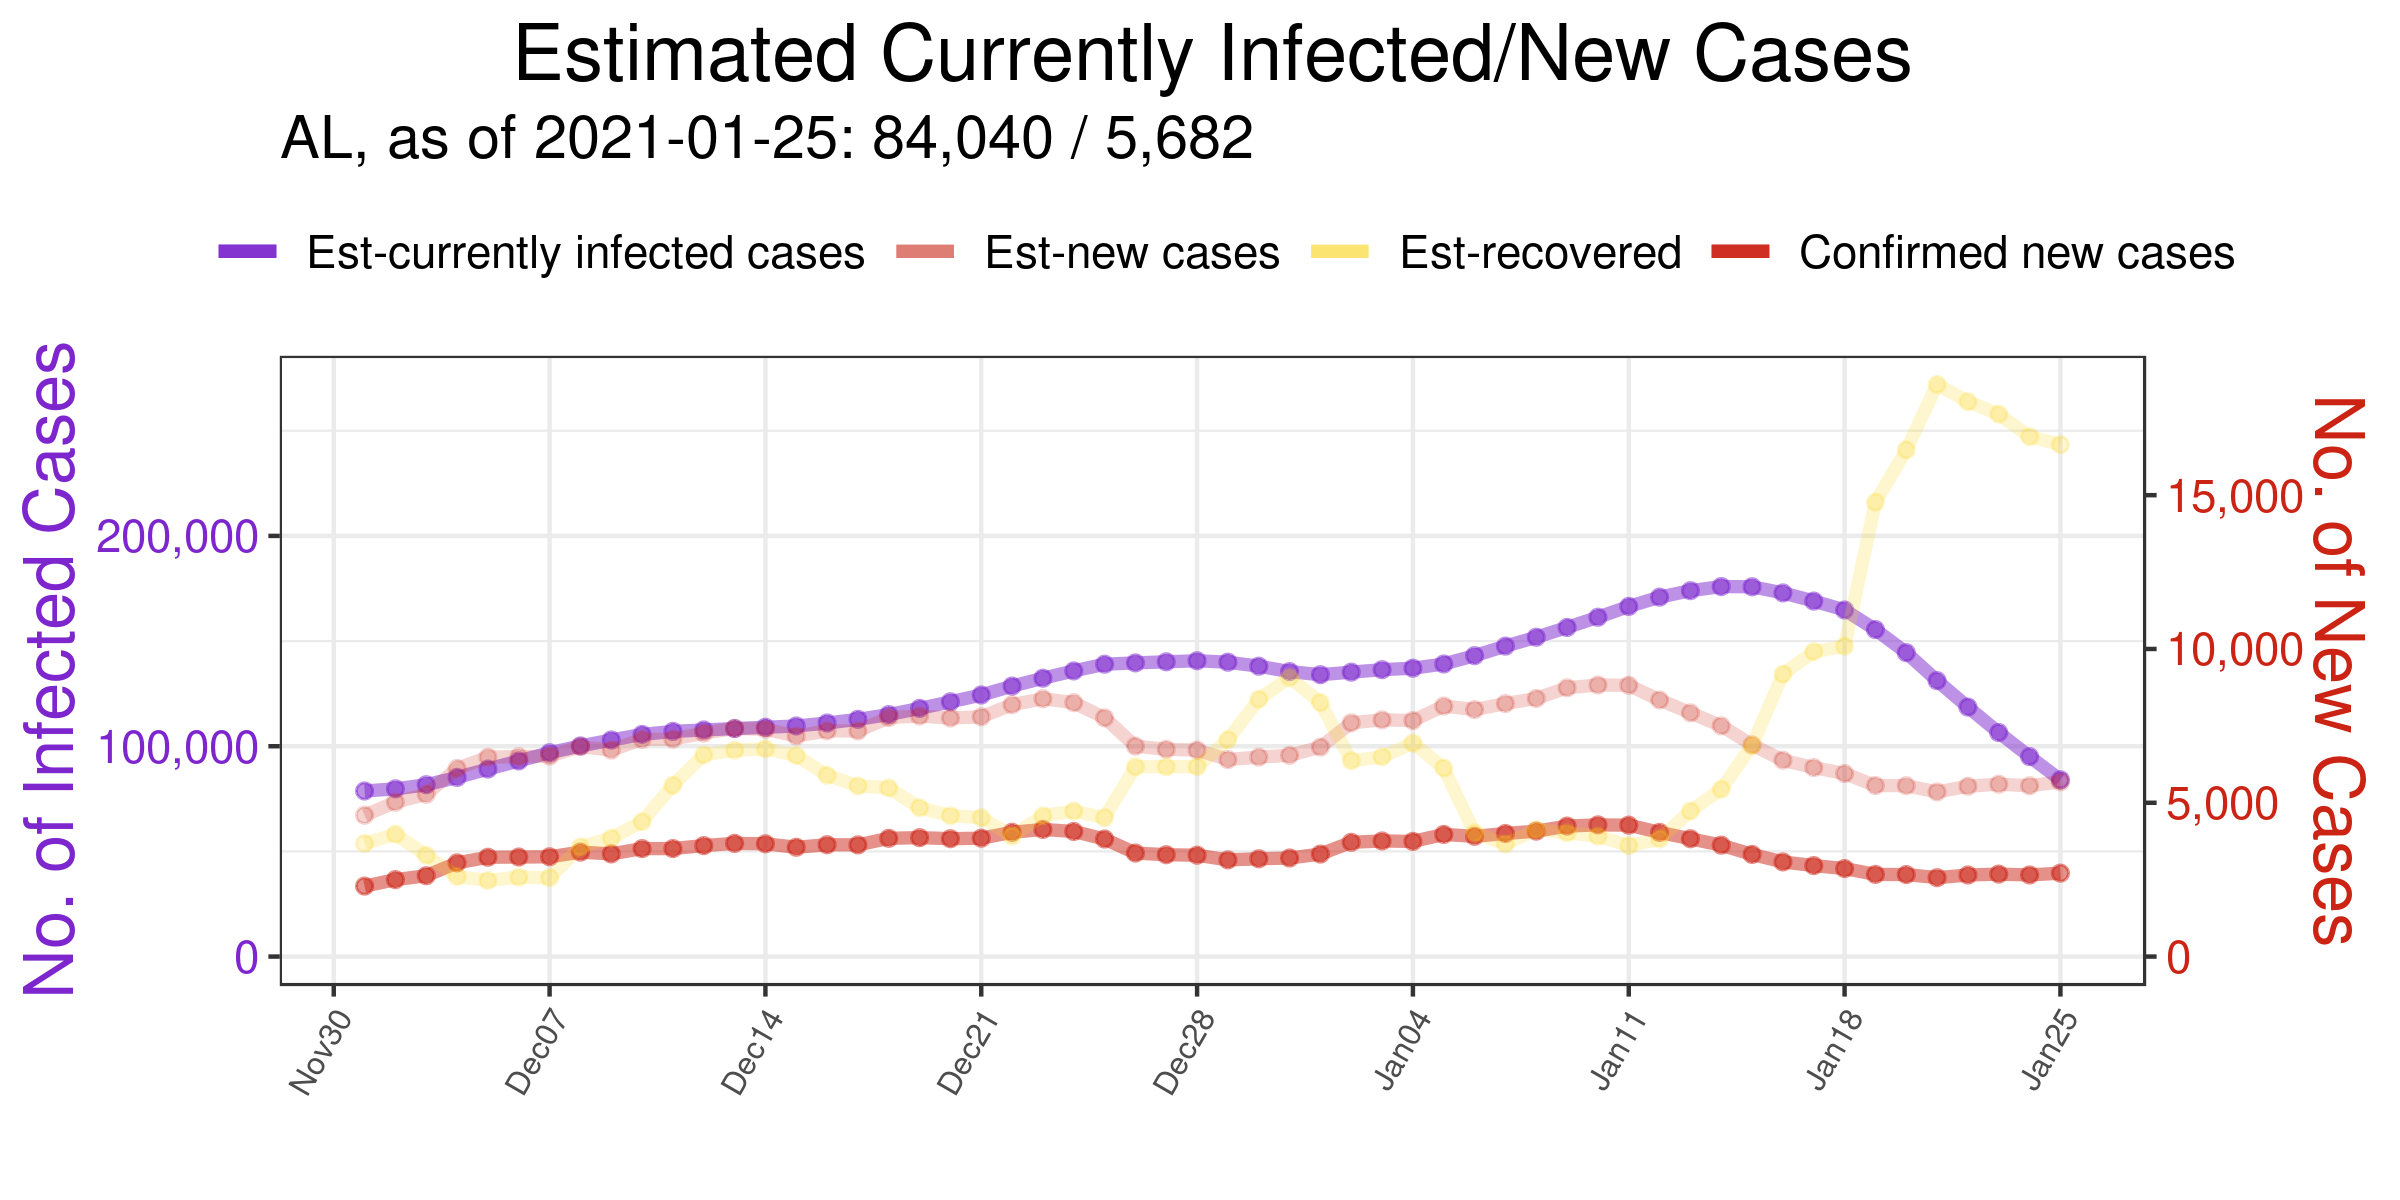 Estimated Currently Infected/New Cases
AL, as of 2021-01-25: 84,040 / 5,682
Est-currently infected cases Est-new cases Est-recovered Confirmed new cases
No. of Infected Cases
200,000
100,000
0
15,000
10,000
5,000
0
No. of New Cases
Nov30 Dec07 Dec14 Dec21 Dec28 Jan04 Jan11 Jan18 Jan25